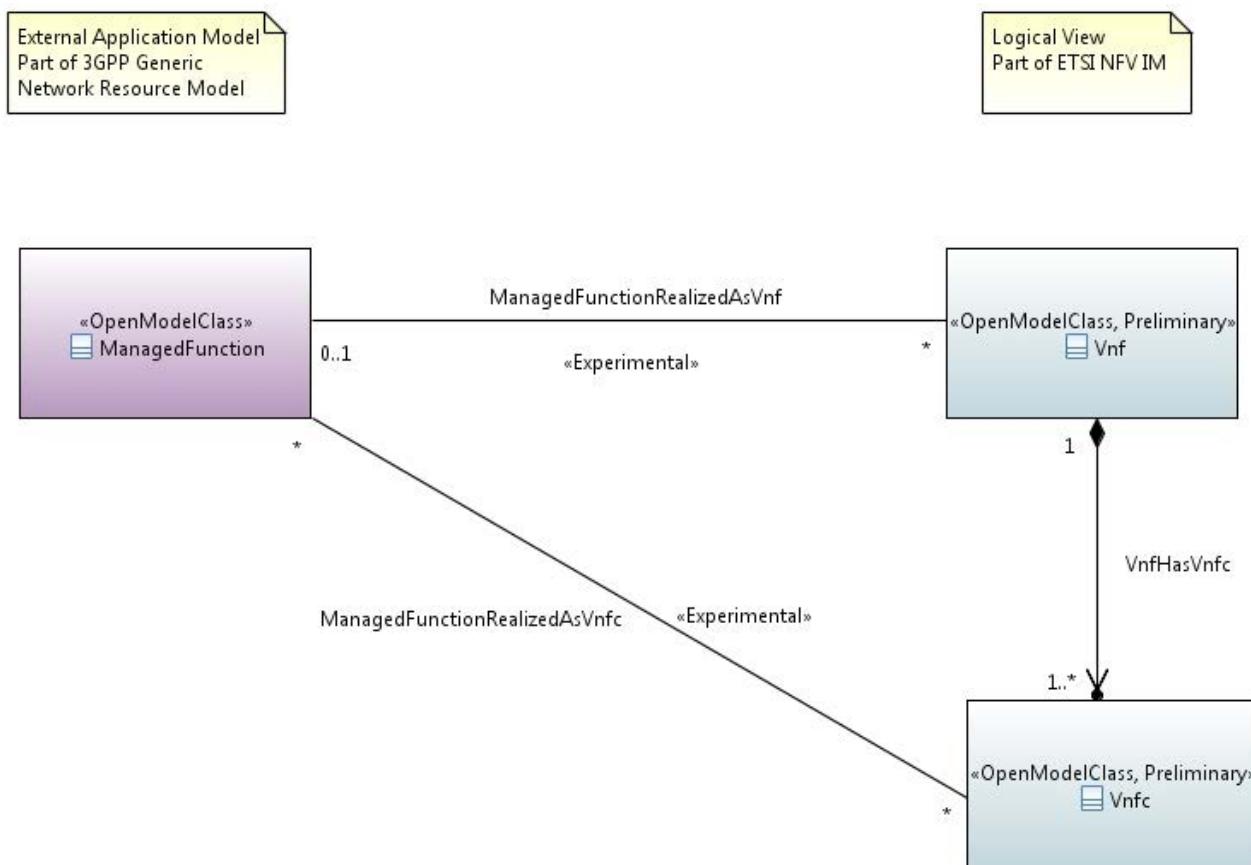 External Application Model
Part of 3GPP Generic
Network Resource Model
Logical View
Part of ETSI NFV IM
«OpenModelClass»
ManagedFunction
ManagedFunctionRealizedAsVnf
0..1
«Experimental»
*
«OpenModelClass, Preliminary»
Vnf
*
1
VnfHasVnfc
ManagedFunctionRealizedAsVnfc
«Experimental»
1..*
«OpenModelClass, Preliminary»
Vnfc
*